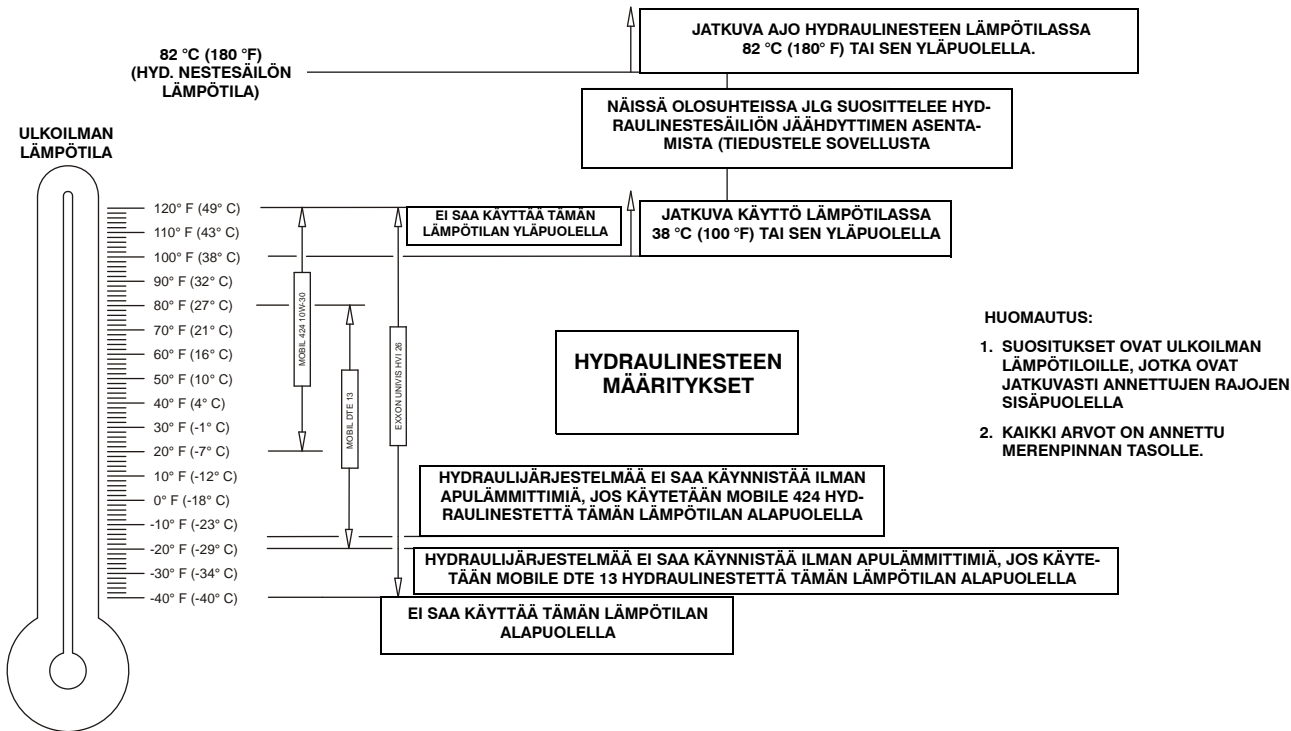 JATKUVA AJO HYDRAULINESTEEN LÄMPÖTILASSA
82 °C (180° F) TAI SEN YLÄPUOLELLA.
82 °C (180 °F)
(HYD. NESTESÄILÖN
LÄMPÖTILA)
NÄISSÄ OLOSUHTEISSA JLG SUOSITTELEE HYD-
RAULINESTESÄILIÖN JÄÄHDYTTIMEN ASENTA-
MISTA (TIEDUSTELE SOVELLUSTA
ULKOILMAN
LÄMPÖTILA
120° F (49° C)
110° F (43° C)
100° F (38° C)
90° F (32° C)
80° F (27° C)
70° F (21° C)
60° F (16° C)
50° F (10° C)
40° F (4° C)
30° F (-1° C)
20° F (-7° C)
10° F (-12° C)
0° F (-18° C)
-10° F (-23° C)
-20° F (-29° C)
-30° F (-34° C)
-40° F (-40° C)
MOBIL 424 10W-30
MOBIL DTE 13
EXXON UNIVIS HVI 26
EI SAA KÄYTTÄÄ TÄMÄN
LÄMPÖTILAN YLÄPUOLELLA
JATKUVA KÄYTTÖ LÄMPÖTILASSA
38 °C (100 °F) TAI SEN YLÄPUOLELLA
HYDRAULINESTEEN
MÄÄRITYKSET
HUOMAUTUS:
1. SUOSITUKSET OVAT ULKOILMAN
LÄMPÖTILOILLE, JOTKA OVAT
JATKUVASTI ANNETTUJEN RAJOJEN
SISÄPUOLELLA
2. KAIKKI ARVOT ON ANNETTU
MERENPINNAN TASOLLE.
HYDRAULIJÄRJESTELMÄÄ EI SAA KÄYNNISTÄÄ ILMAN
APULÄMMITTIMIÄ, JOS KÄYTETÄÄN MOBILE 424 HYD-
RAULINESTETTÄ TÄMÄN LÄMPÖTILAN ALAPUOLELLA
HYDRAULIJÄRJESTELMÄÄ EI SAA KÄYNNISTÄÄ ILMAN APULÄMMITTIMIÄ, JOS KÄYTE-
TÄÄN MOBILE DTE 13 HYDRAULINESTETTÄ TÄMÄN LÄMPÖTILAN ALAPUOLELLA
EI SAA KÄYTTÄÄ TÄMÄN LÄMPÖTILAN
ALAPUOLELLA